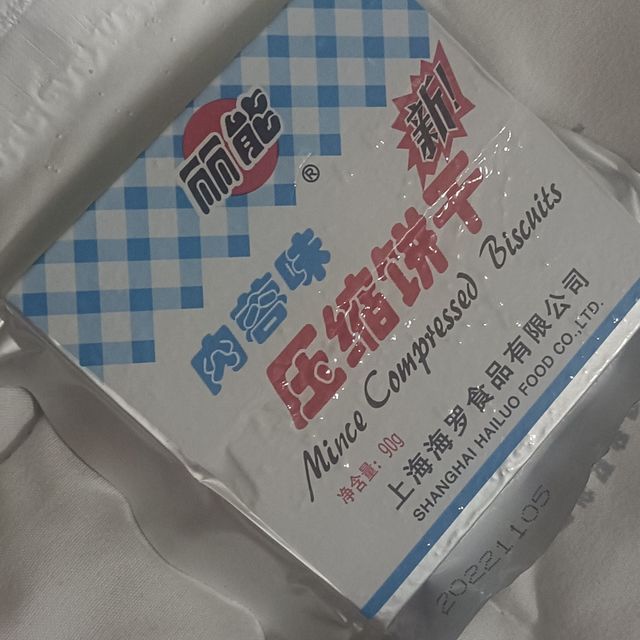 丽能®
新!
肉蓉味
压缩饼干
Mince Compressed Biscuits
净含量：90g
上海海罗食品有限公司
SHANGHAI HAILUO FOOD CO.,LTD.
20221105